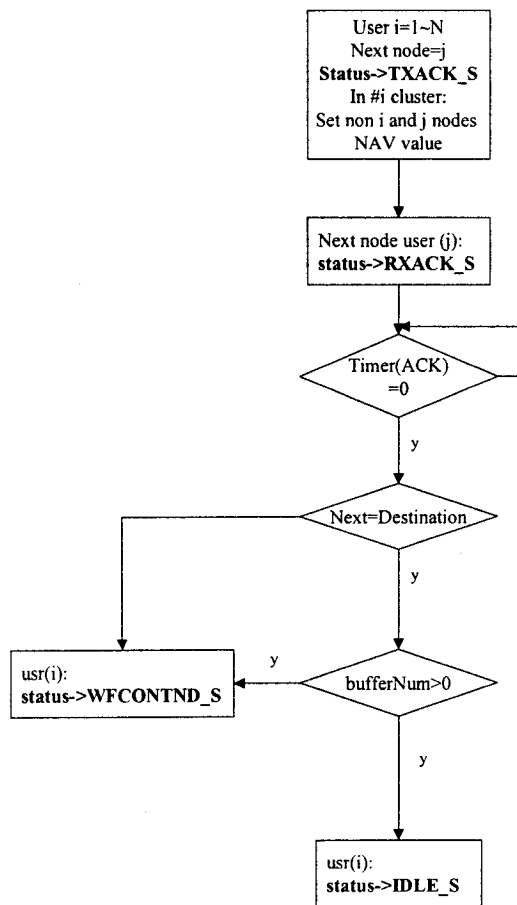 User i=1~N
Next node=j
Status->TXACK_S
In #i cluster:
Set non i and j nodes
NAV value
Next node user (j):
status->RXACK_S
Timer(ACK)
=0
y
Next=Destination
y
usr(i):
status->WFCONTND_S
y
bufferNum>0
y
usr(i):
status->IDLE_S